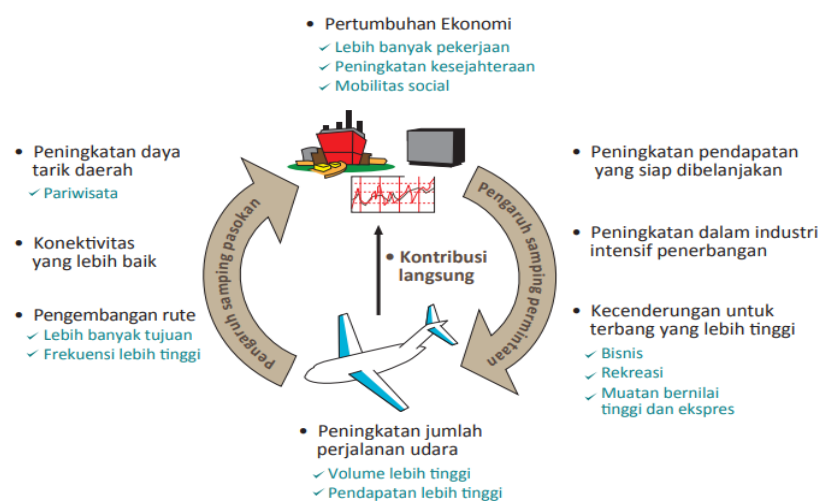 • Pertumbuhan Ekonomi
✓ Lebih banyak pekerjaan
✓ Peningkatan kesejahteraan
✓ Mobilitas social
• Peningkatan daya
tarik daerah
✓ Pariwisata
• Konektivitas
yang lebih baik
• Pengembangan rute
✓ Lebih banyak tujuan
✓ Frekuensi lebih tinggi
pengaruh samping pasokan
• Kontribusi
langsung
Pengaruh samping permintaan
• Peningkatan pendapatan
yang siap dibelanjakan
• Peningkatan dalam industri
intensif penerbangan
• Kecenderungan untuk
terbang yang lebih tinggi
✓ Bisnis
✓ Rekreasi
✓ Muatan bernilai
tinggi dan ekspres
• Peningkatan jumlah
perjalanan udara
✓ Volume lebih tinggi
✓ Pendapatan lebih tinggi